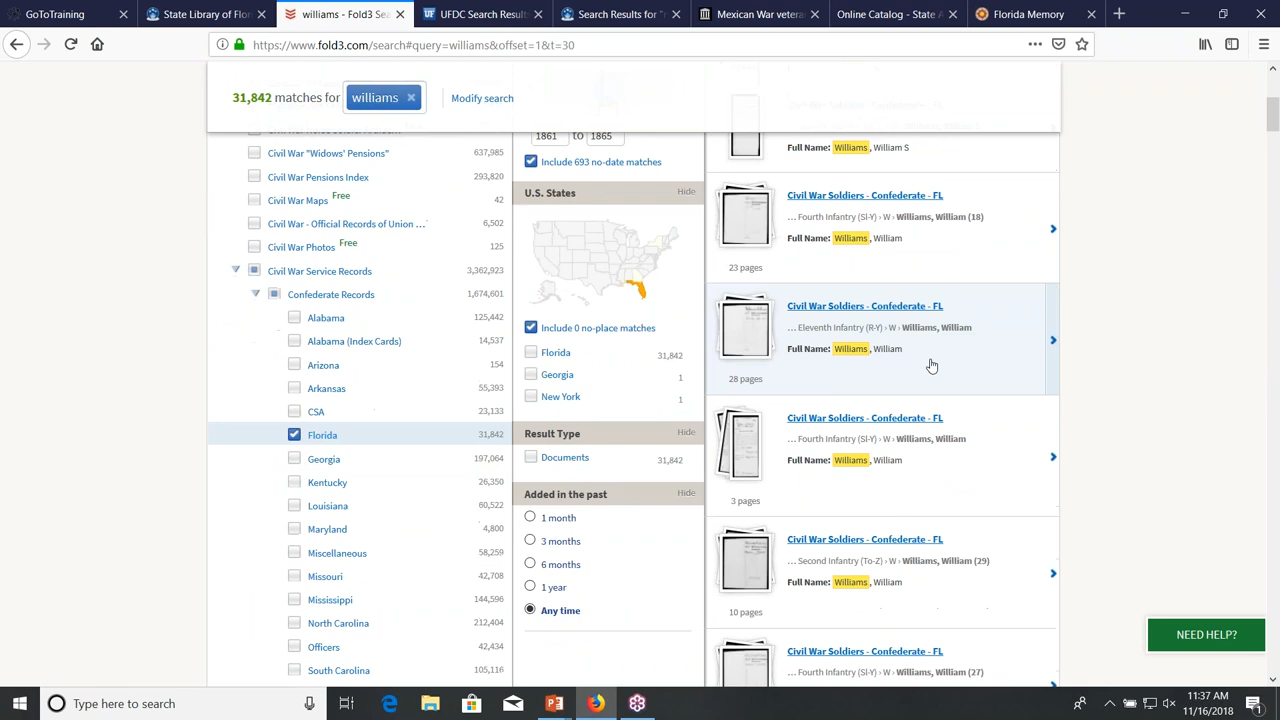 GoToTraining
State Library of Florida
williams - Fold3
UFDC Search Results
Search Results for "
Mexican War veter
Online Catalog - Sta
Florida Memory
https://www.fold3.com/search#query=williams&offset=1&t=30
31,842 matches for williams Modify search
637,985
Civil War "Widows' Pensions"
Civil War Pensions Index 293,820
Civil War Maps Free 42
Civil War - Official Records of Union ... 6,502
Civil War Photos Free 125
Civil War Service Records 3,362,923
Confederate Records 1,674,601
Alabama 125,442
Alabama (Index Cards) 14,537
Arizona 154
Arkansas 55,393
CSA 23,133
Florida 31,842
Georgia 197,064
Kentucky 26,350
Louisiana 60,522
Maryland 4,800
Miscellaneous 58,259
Missouri 42,708
Mississippi 144,596
North Carolina 212,404
Officers 42,839
South Carolina 105,116
1861 TO 1865
Include 693 no-date matches
U.S. States Hide
Include 0 no-place matches
Florida 31,842
Georgia 1
New York 1
Result Type Hide
Documents 31,842
Added in the past Hide
1 month
3 months
6 months
1 year
Any time
Full Name: Williams, William S
Civil War Soldiers - Confederate - FL
... Fourth Infantry (Sl-Y) › W › Williams, William (18)
Full Name: Williams, William
23 pages
Civil War Soldiers - Confederate - FL
... Eleventh Infantry (R-Y) › W › Williams, William
Full Name: Williams, William
28 pages
Civil War Soldiers - Confederate - FL
... Fourth Infantry (Sl-Y) › W › Williams, William
Full Name: Williams, William
3 pages
Civil War Soldiers - Confederate - FL
... Second Infantry (To-Z) › W › Williams, William (29)
Full Name: Williams, William
10 pages
Civil War Soldiers - Confederate - FL
... Fourth Infantry (Sl-Y) › W › Williams, William (27)
NEED HELP?
Type here to search
11:37 AM
11/16/2018